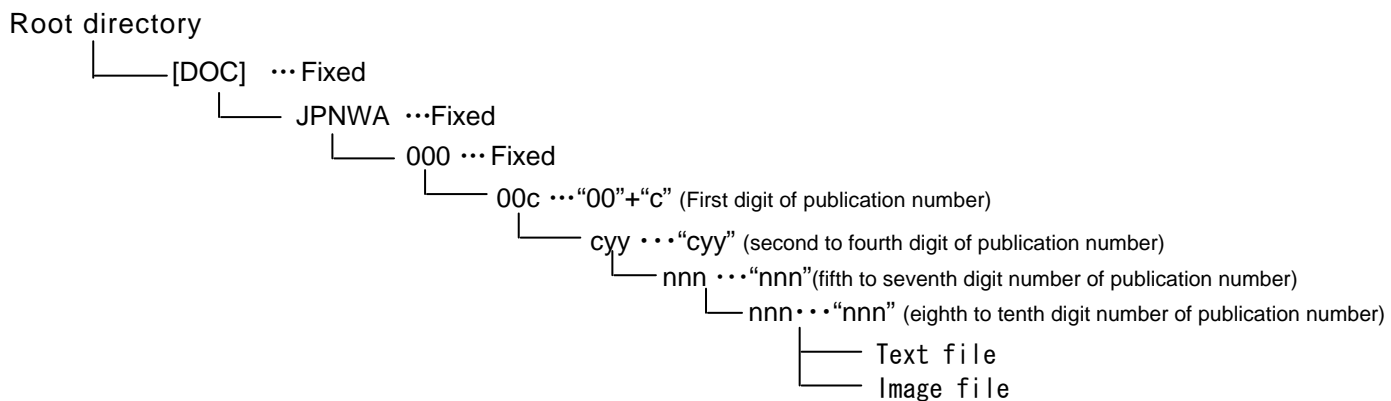 Root directory
[DOC] ･･･Fixed
JPNWA ･･･Fixed
000 ･･･Fixed
00c ･･･“00”+“c” (First digit of publication number)
cyy ･･･“cyy” (second to fourth digit of publication number)
nnn ･･･“nnn”(fifth to seventh digit number of publication number)
nnn･･･“nnn” (eighth to tenth digit number of publication number)
Text file
Image file